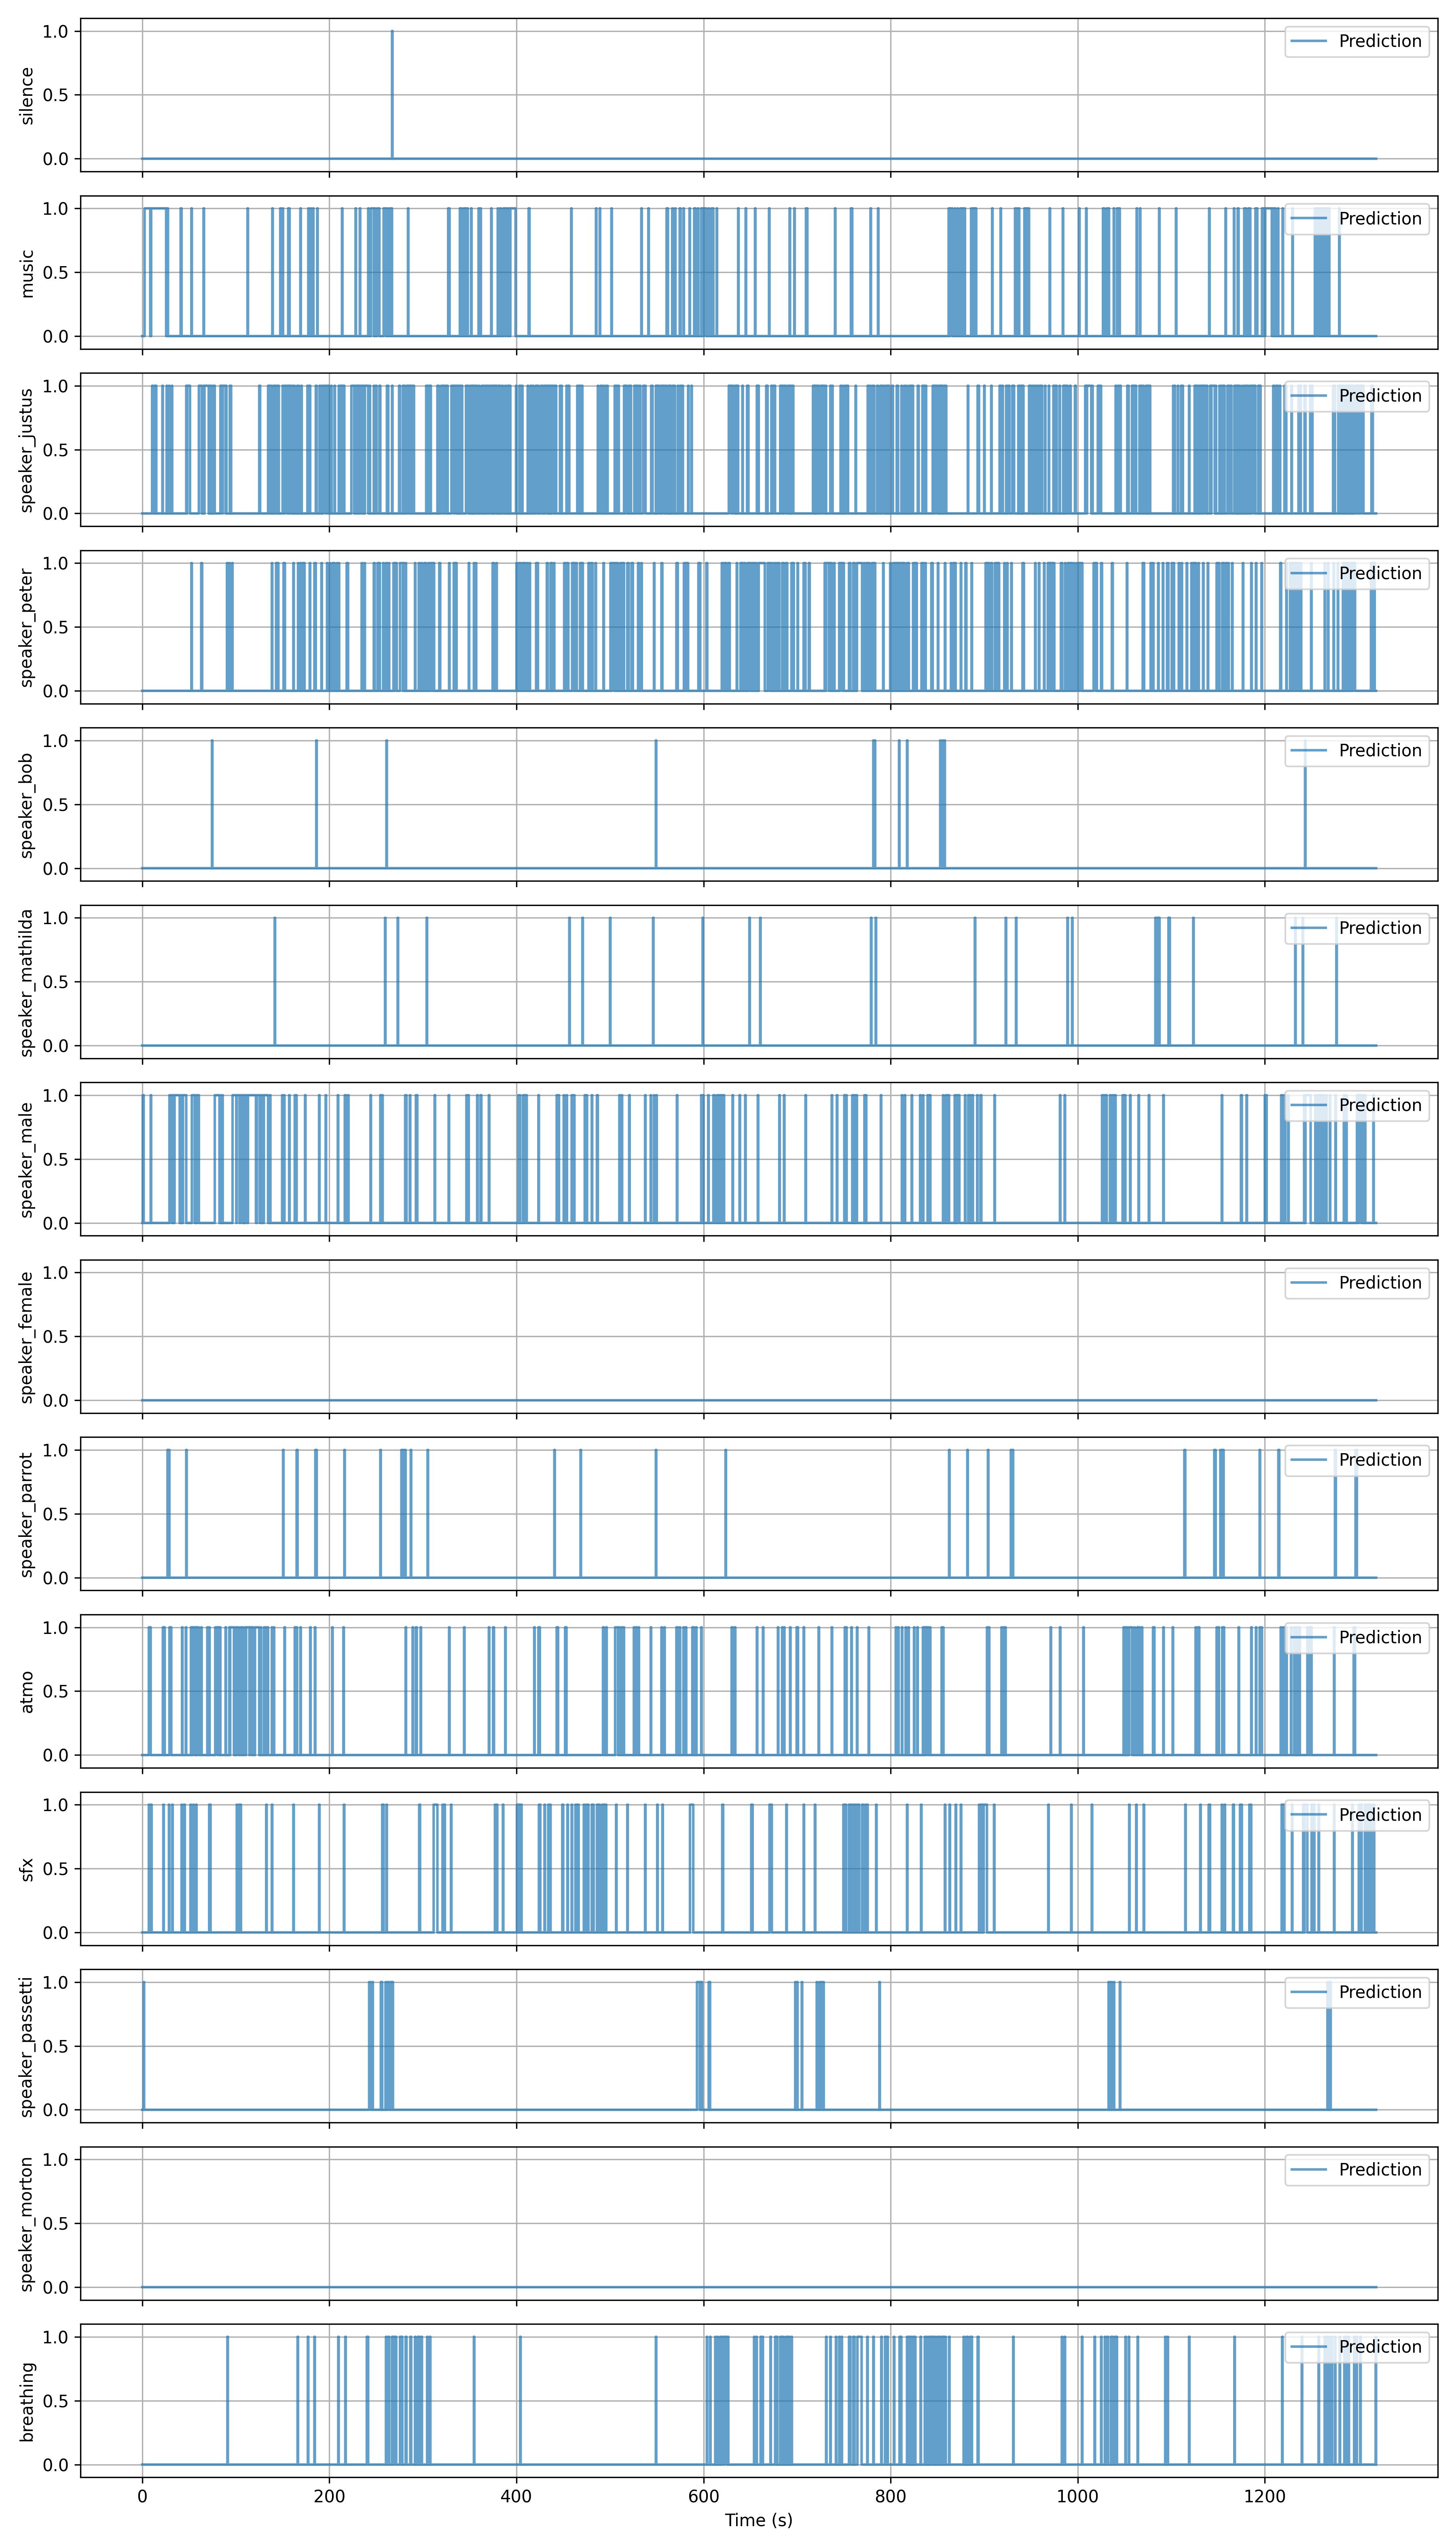 silence
1.0
0.5
0.0
Prediction
music
1.0
0.5
0.0
Prediction
speaker_justus
1.0
0.5
0.0
Prediction
speaker_peter
1.0
0.5
0.0
Prediction
speaker_bob
1.0
0.5
0.0
Prediction
speaker_mathilda
1.0
0.5
0.0
Prediction
speaker_male
1.0
0.5
0.0
Prediction
speaker_female
1.0
0.5
0.0
Prediction
speaker_parrot
1.0
0.5
0.0
Prediction
atmo
1.0
0.5
0.0
Prediction
sfx
1.0
0.5
0.0
Prediction
speaker_passetti
1.0
0.5
0.0
Prediction
speaker_morton
1.0
0.5
0.0
Prediction
breathing
1.0
0.5
0.0
Prediction
0 200 400 600 800 1000 1200
Time (s)